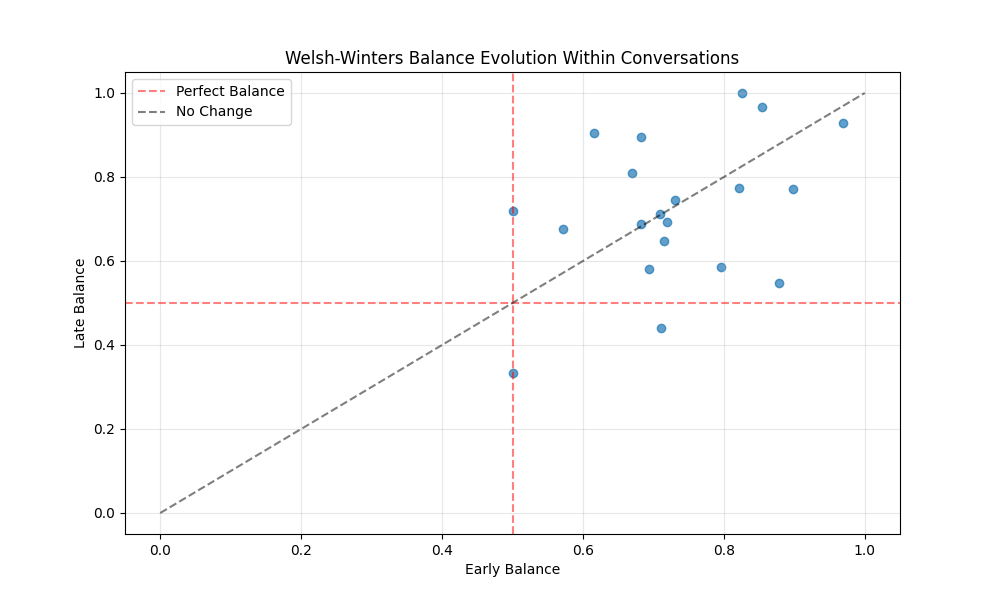 Welsh-Winters Balance Evolution Within Conversations
Perfect Balance
No Change
1.0
0.8
0.6
0.4
0.2
0.0
Late Balance
0.0 0.2 0.4 0.6 0.8 1.0
Early Balance